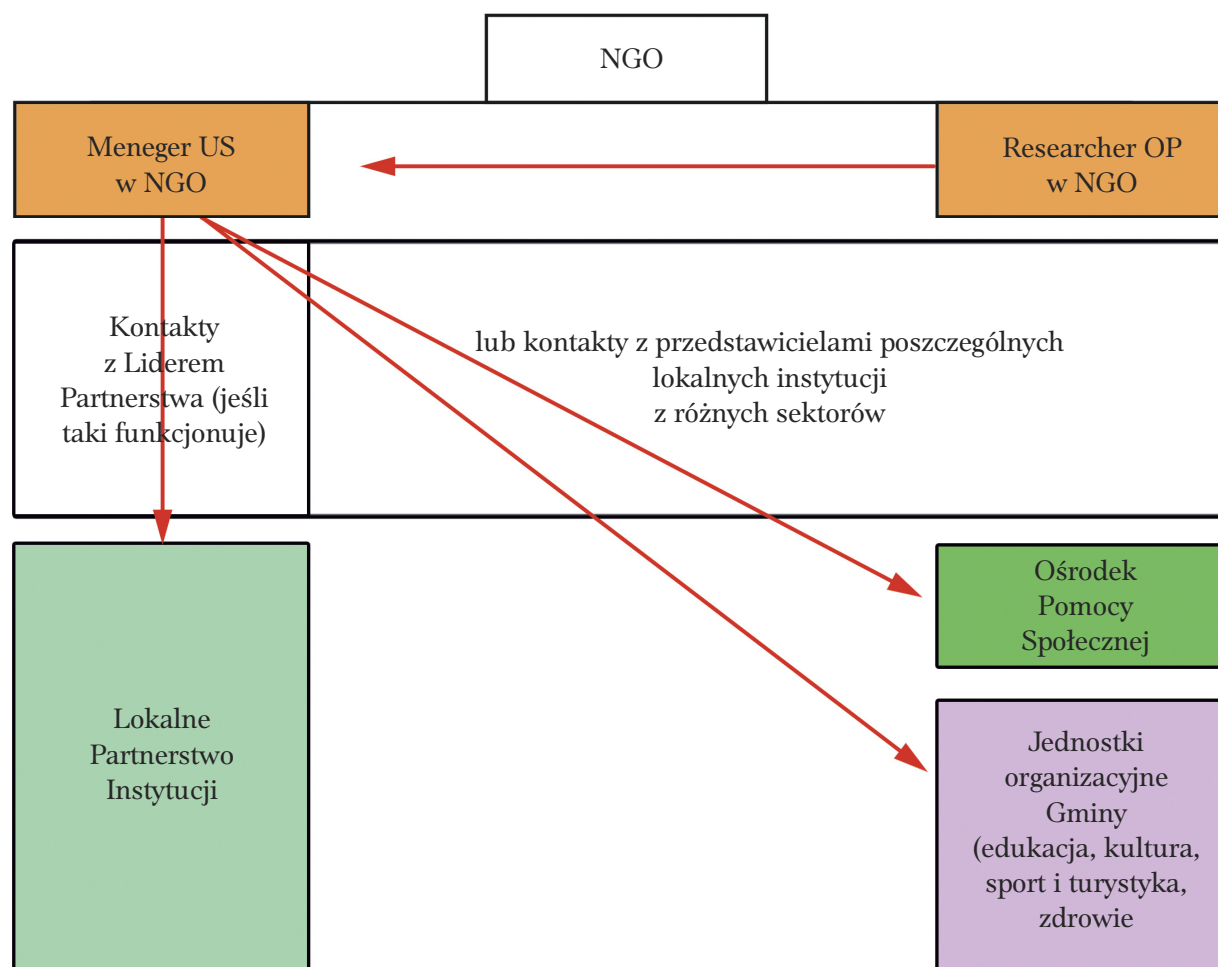 NGO
Meneger US
w NGO
Researcher OP
w NGO
Kontakty
z Liderem
Partnerstwa (jeśli
taki funkcjonuje)
lub kontakty z przedstawicielami poszczególnych
lokalnych instytucji
z różnych sektorów
Ośrodek
Pomocy
Społecznej
Lokalne
Partnerstwo
Instytucji
Jednostki
organizacyjne
Gminy
(edukacja, kultura,
sport i turystyka,
zdrowie